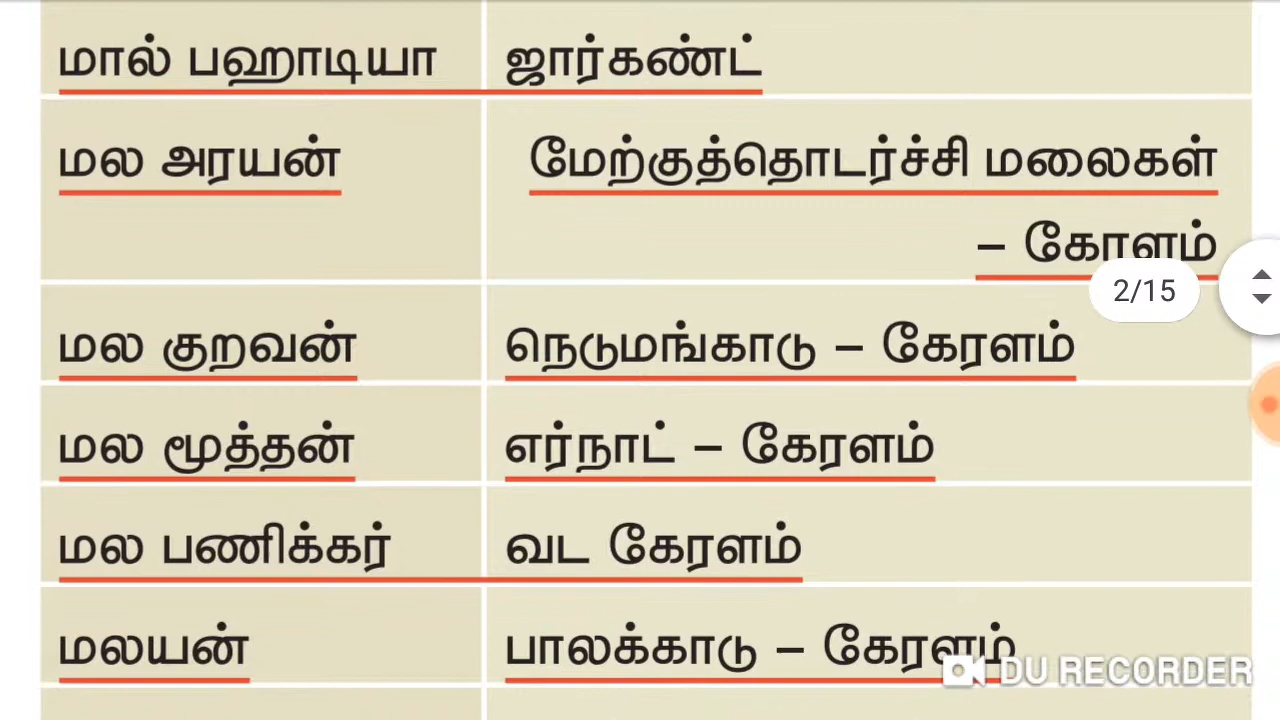 மால் பஹாடியா ஜார்கண்ட்
மல அரயன் மேற்குத்தொடர்ச்சி மலைகள்
– கேரளம்
2/15
மல குறவன் நெடுமங்காடு – கேரளம்
மல மூத்தன் எர்நாட் – கேரளம்
மல பணிக்கர் வட கேரளம்
மலயன் பாலக்காடு – கேரளம்
DU RECORDER